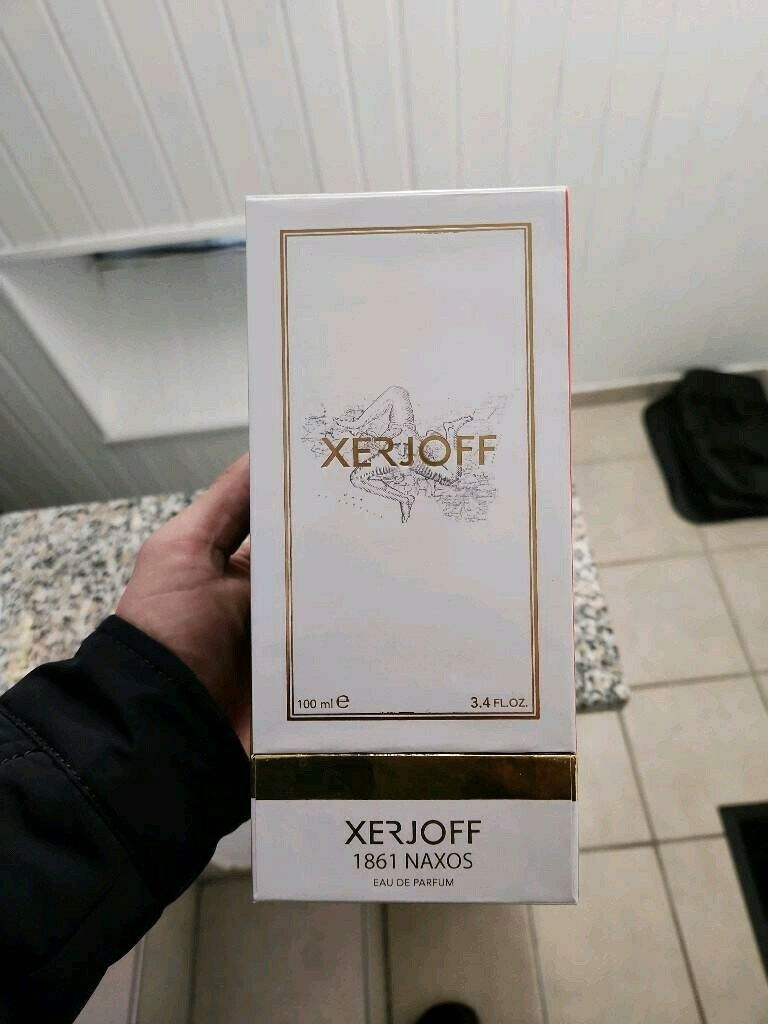 XERJOFF
100 ml e 3.4 FL.OZ.
XERJOFF
1861 NAXOS
EAU DE PARFUM